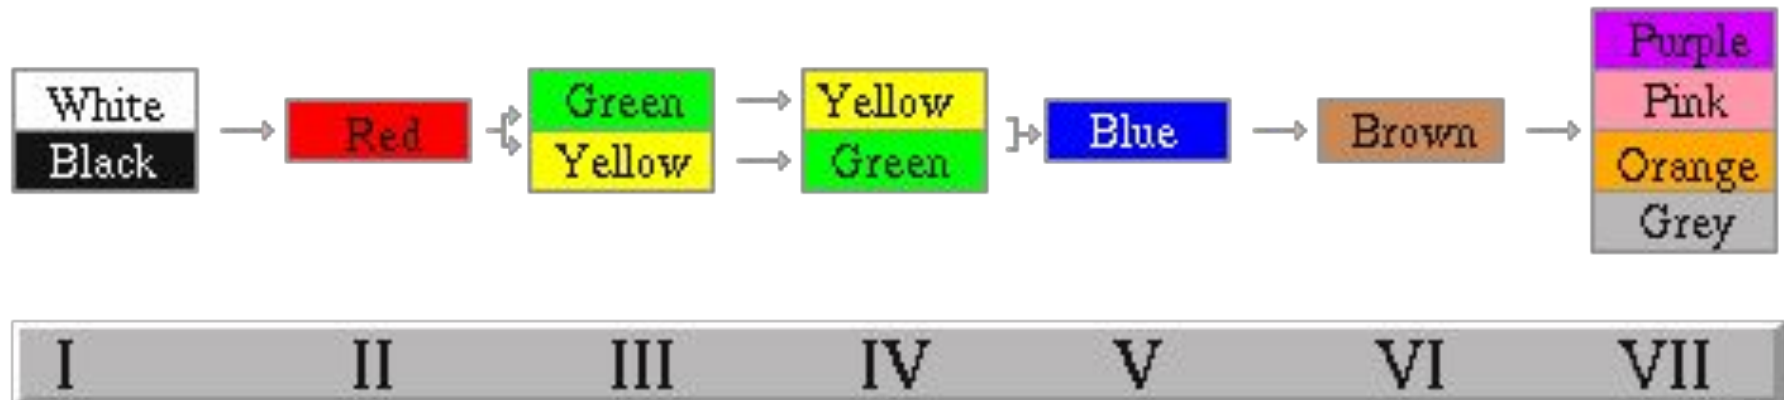 White
Black
Red
Green
Yellow
Yellow
Green
Blue
Brown
Purple
Pink
Orange
Grey
I II III IV V VI VII